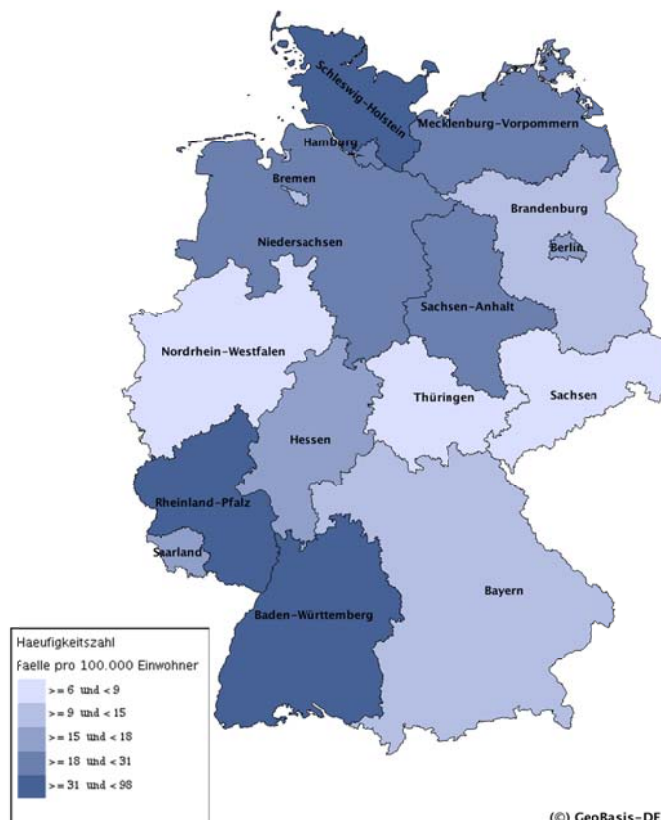 Schleswig-Holstein
Mecklenburg-Vorpommern
Hamburg
Bremen
Brandenburg
Niedersachsen
Berlin
Sachsen-Anhalt
Nordrhein-Westfalen
Thüringen
Sachsen
Hessen
Rheinland-Pfalz
Saarland
Bayern
Baden-Württemberg
Haeufigkeitszahl
Faelle pro 100.000 Einwohner
>= 6 und < 9
>= 9 und < 15
>= 15 und < 18
>= 18 und < 31
>= 31 und < 98
(©) GeoBasis-DE